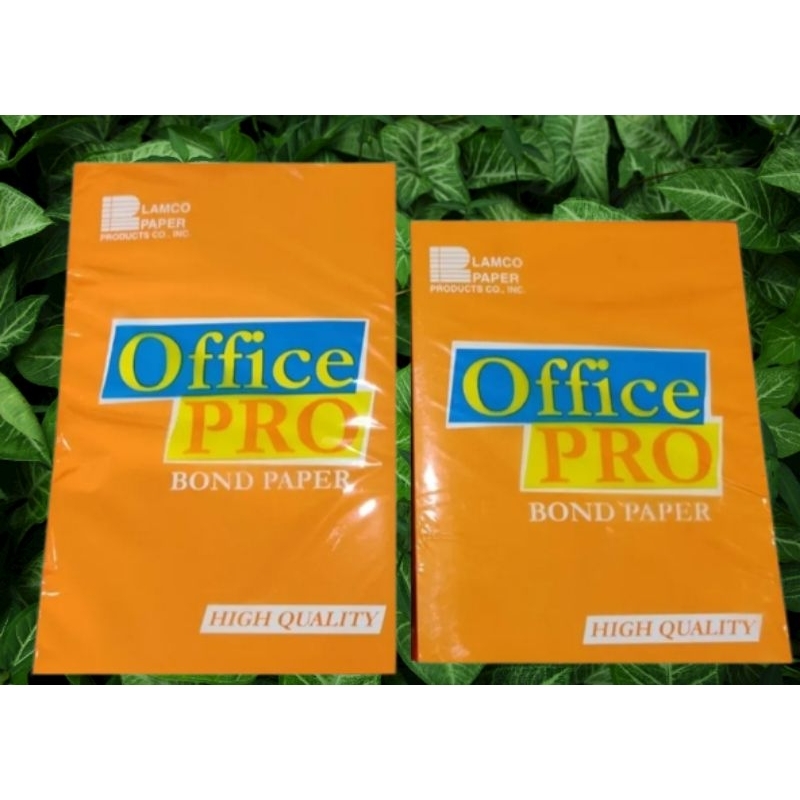 LAMCO
PAPER
PRODUCTS CO., INC.
Office
PRO
BOND PAPER
HIGH QUALITY
LAMCO
PAPER
PRODUCTS CO., INC.
Office
PRO
BOND PAPER
HIGH QUALITY